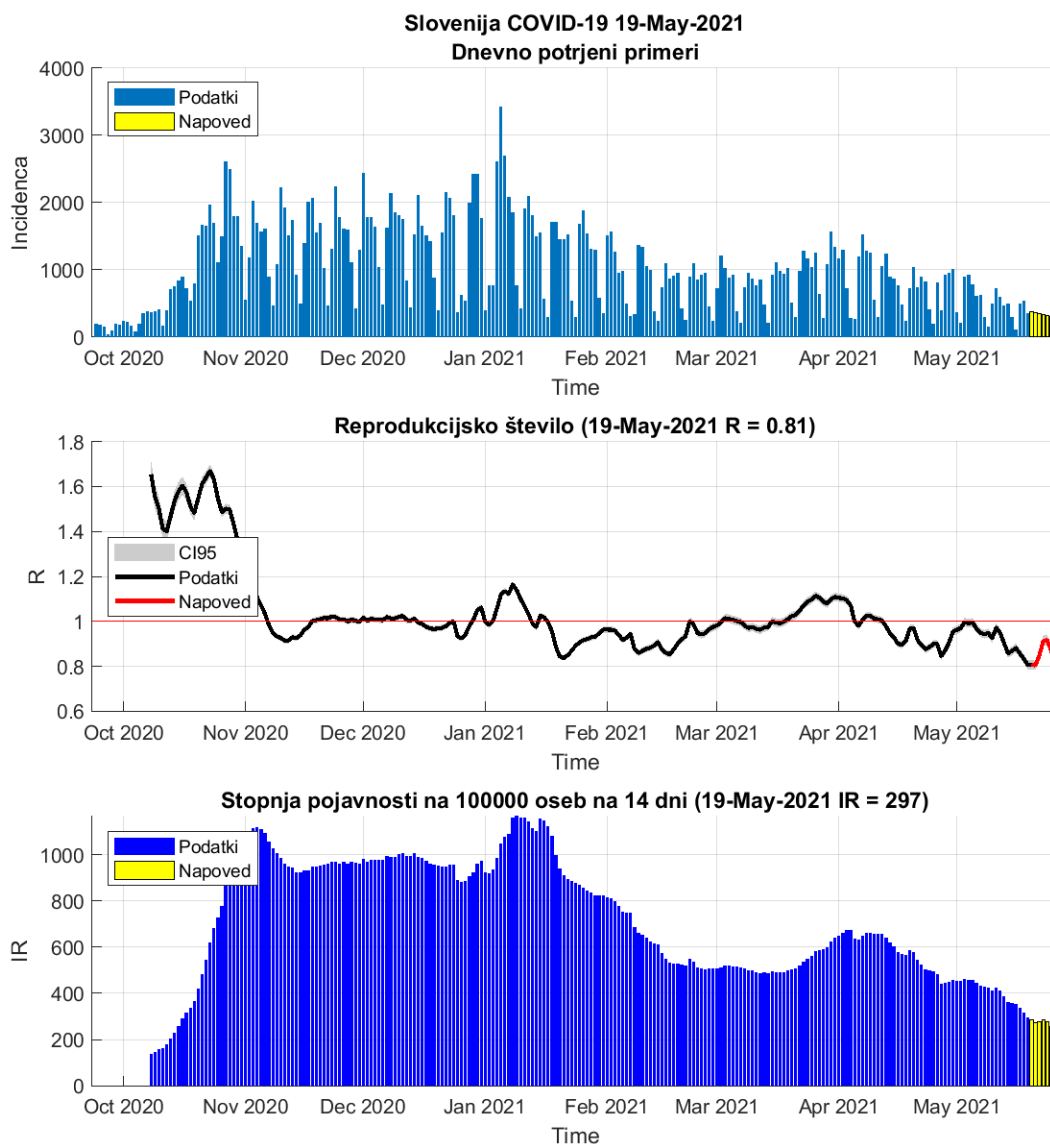 Slovenija COVID-19 19-May-2021
Dnevno potrjeni primeri
4000
3000
2000
1000
0
Incidenca
Podatki
Napoved
Oct 2020 Nov 2020 Dec 2020 Jan 2021 Feb 2021 Mar 2021 Apr 2021 May 2021
Time
Reprodukcijsko število (19-May-2021 R = 0.81)
1.8
1.6
1.4
1.2
1
0.8
0.6
R
CI95
Podatki
Napoved
Oct 2020 Nov 2020 Dec 2020 Jan 2021 Feb 2021 Mar 2021 Apr 2021 May 2021
Time
Stopnja pojavnosti na 100000 oseb na 14 dni (19-May-2021 IR = 297)
1000
800
600
400
200
0
IR
Podatki
Napoved
Oct 2020 Nov 2020 Dec 2020 Jan 2021 Feb 2021 Mar 2021 Apr 2021 May 2021
Time